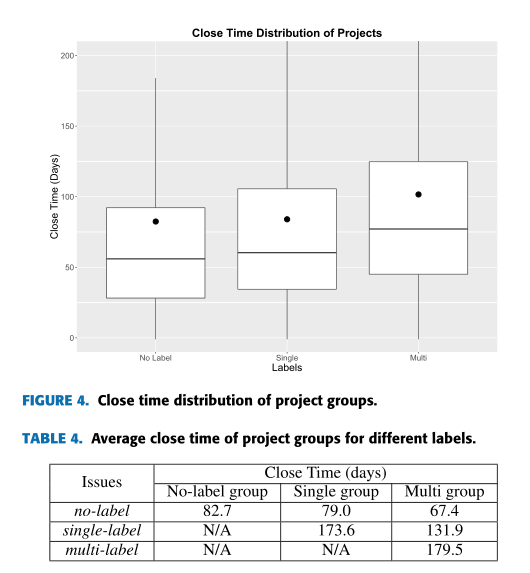 Close Time Distribution of Projects
200
150
100
50
0
Close Time (Days)
No Label Single Multi
Labels
FIGURE 4. Close time distribution of project groups.
TABLE 4. Average close time of project groups for different labels.
Issues Close Time (days)
No-label group Single group Multi group
no-label 82.7 79.0 67.4
single-label N/A 173.6 131.9
multi-label N/A N/A 179.5